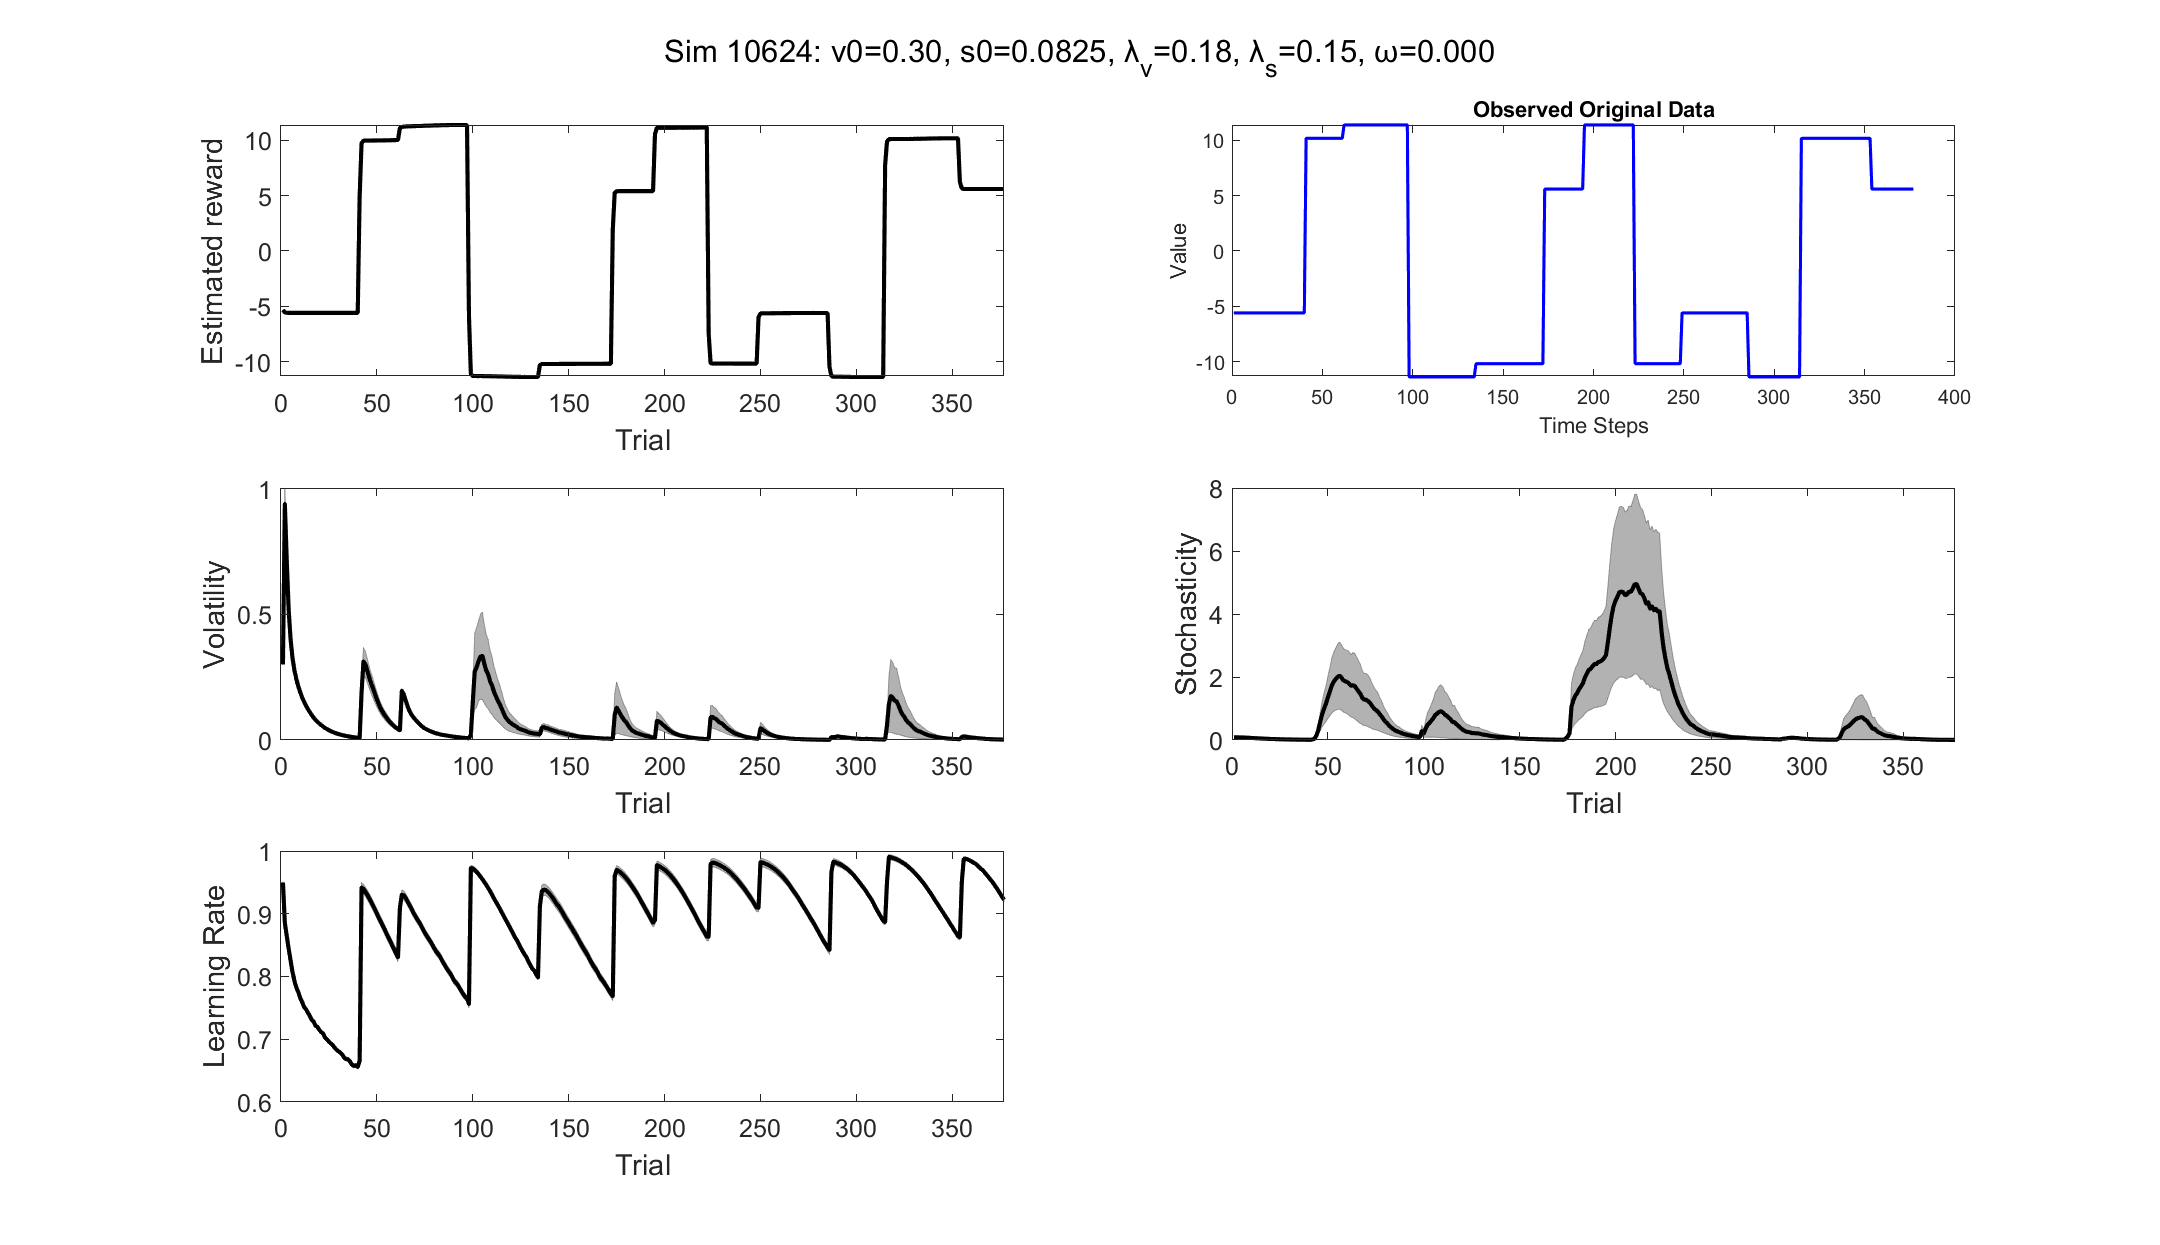 Sim 10624: v0=0.30, s0=0.0825, λ_v=0.18, λ_s=0.15, ω=0.000
Estimated reward
10
5
0
-5
-10
0 50 100 150 200 250 300 350
Trial
Observed Original Data
Value
10
5
0
-5
-10
0 50 100 150 200 250 300 350 400
Time Steps
Volatility
1
0.5
0
0 50 100 150 200 250 300 350
Trial
Stochasticity
8
6
4
2
0
0 50 100 150 200 250 300 350
Trial
Learning Rate
1
0.9
0.8
0.7
0.6
0 50 100 150 200 250 300 350
Trial